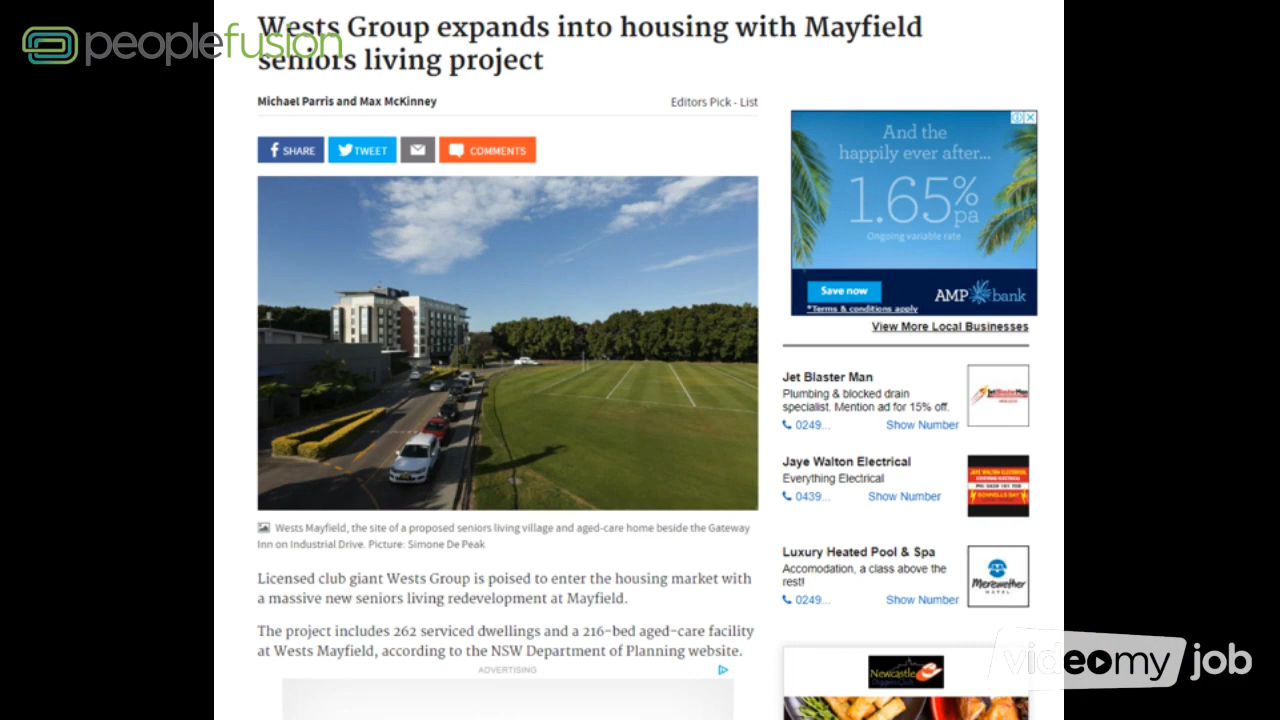 peoplefusion
Wests Group expands into housing with Mayfield
seniors living project
Michael Parris and Max McKinney
Editors Pick - List
SHARE
TWEET
COMMENTS
Wests Mayfield, the site of a proposed seniors living village and aged-care home beside the Gateway
Inn on Industrial Drive. Picture: Simone De Peak
Licensed club giant Wests Group is poised to enter the housing market with
a massive new seniors living redevelopment at Mayfield.
The project includes 262 serviced dwellings and a 216-bed aged-care facility
at Wests Mayfield, according to the NSW Department of Planning website.
ADVERTISING
And the
happily ever after...
1.65% pa
Ongoing variable rate
Save now
AMP bank
*Terms & conditions apply
View More Local Businesses
Jet Blaster Man
Plumbing & blocked drain
specialist. Mention ad for 15% off.
0249...
Show Number
Jaye Walton Electrical
Everything Electrical
0439...
Show Number
JAYE WALTON ELECTRICAL
BONNELLS BAY
Luxury Heated Pool & Spa
Accomodation, a class above the
rest!
0249...
Show Number
Merewether
HOTEL
Newcastle
videomyjob